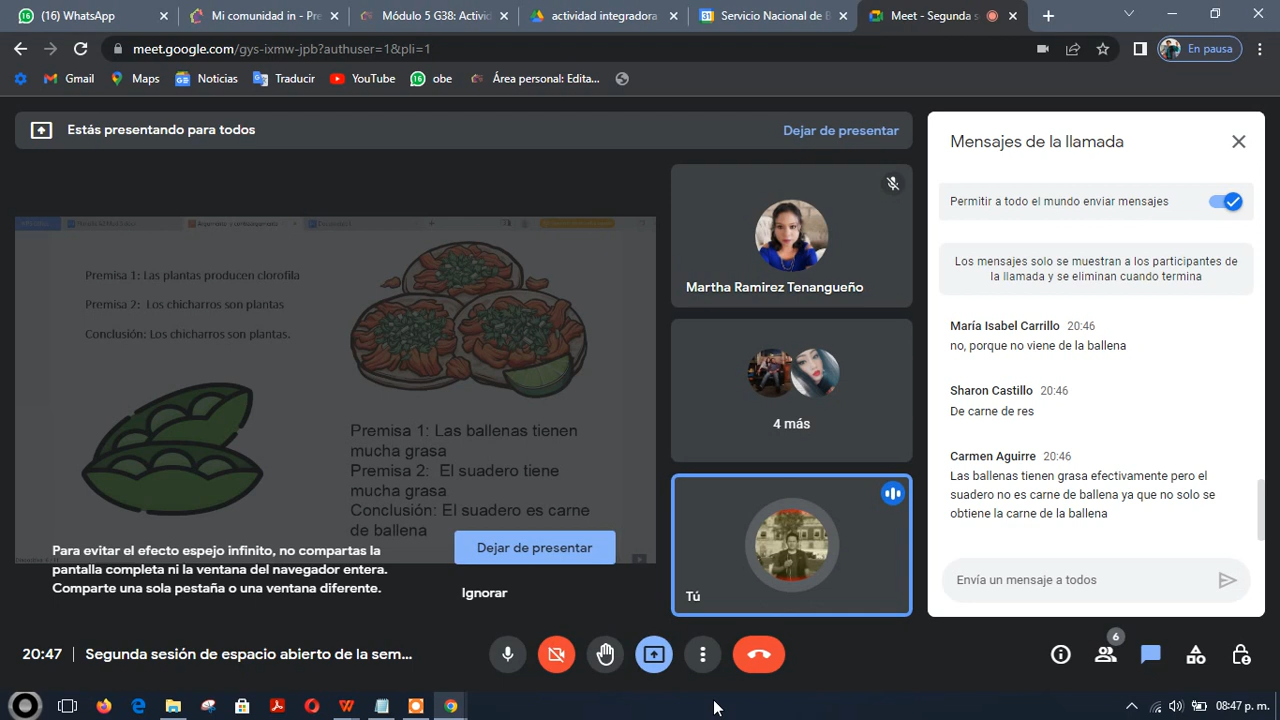 (16) WhatsApp
Mi comunidad in - Pre
Módulo 5 G38: Activi
actividad integradora
Servicio Nacional de B
Meet - Segunda s
meet.google.com/gys-ixmw-jpb?authuser=1&pli=1
En pausa
Gmail
Maps
Noticias
Traducir
YouTube
obe
Área personal: Edita...
Estás presentando para todos
Dejar de presentar
Premisa 1: Las plantas producen clorofila
Premisa 2: Los chicharros son plantas
Conclusión: Los chicharros son plantas.
Premisa 1: Las ballenas tienen
mucha grasa
Premisa 2: El suadero tiene
mucha grasa
Conclusión: El suadero es carne
de ballena
Para evitar el efecto espejo infinito, no compartas la
pantalla completa ni la ventana del navegador entera.
Comparte una sola pestaña o una ventana diferente.
Dejar de presentar
Ignorar
Martha Ramirez Tenangueño
4 más
Tú
Mensajes de la llamada
Permitir a todo el mundo enviar mensajes
Los mensajes solo se muestran a los participantes de
la llamada y se eliminan cuando termina
María Isabel Carrillo 20:46
no, porque no viene de la ballena
Sharon Castillo 20:46
De carne de res
Carmen Aguirre 20:46
Las ballenas tienen grasa efectivamente pero el
suadero no es carne de ballena ya que no solo se
obtiene la carne de la ballena
Envía un mensaje a todos
20:47 | Segunda sesión de espacio abierto de la sem...
6
08:47 p. m.